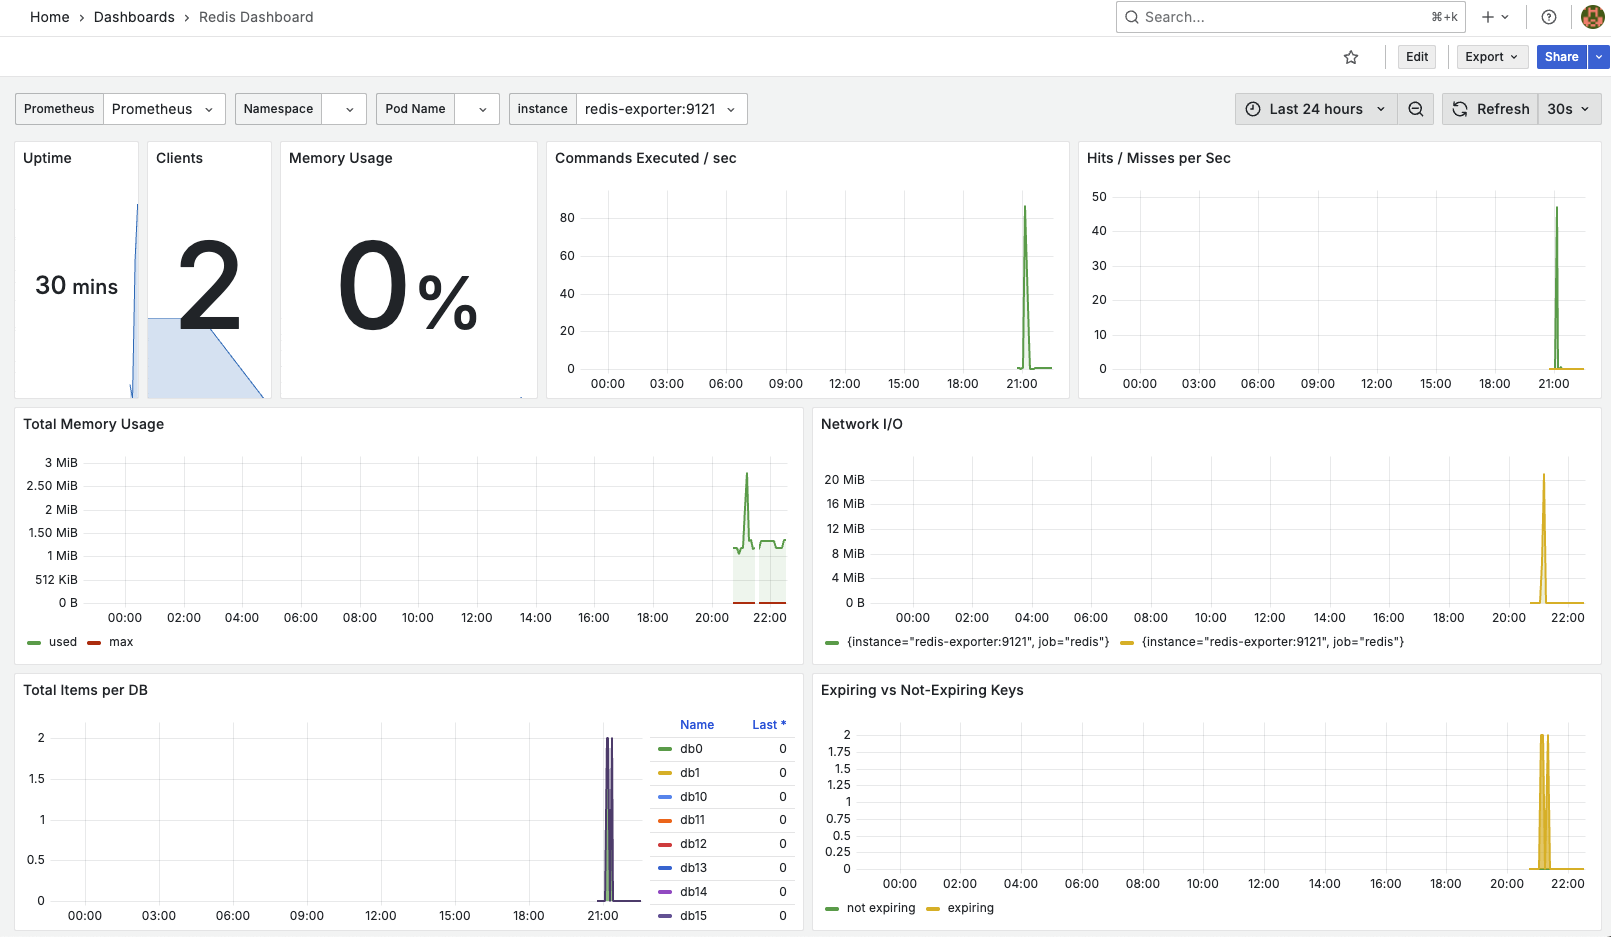 Home › Dashboards › Redis Dashboard
Search... ⌘+k
Edit Export Share
Prometheus Prometheus Namespace Pod Name instance redis-exporter:9121 Last 24 hours Refresh 30s
Uptime
30 mins
Clients
2
Memory Usage
0%
Commands Executed / sec
80
60
40
20
0
00:00 03:00 06:00 09:00 12:00 15:00 18:00 21:00
Hits / Misses per Sec
50
40
30
20
10
0
00:00 03:00 06:00 09:00 12:00 15:00 18:00 21:00
Total Memory Usage
3 MiB
2.50 MiB
2 MiB
1.50 MiB
1 MiB
512 KiB
0 B
00:00 02:00 04:00 06:00 08:00 10:00 12:00 14:00 16:00 18:00 20:00 22:00
used max
Network I/O
20 MiB
16 MiB
12 MiB
8 MiB
4 MiB
0 B
00:00 02:00 04:00 06:00 08:00 10:00 12:00 14:00 16:00 18:00 20:00 22:00
{instance="redis-exporter:9121", job="redis"} {instance="redis-exporter:9121", job="redis"}
Total Items per DB
2
1.5
1
0.5
0
00:00 03:00 06:00 09:00 12:00 15:00 18:00 21:00
Name Last *
db0 0
db1 0
db10 0
db11 0
db12 0
db13 0
db14 0
db15 0
Expiring vs Not-Expiring Keys
2
1.75
1.5
1.25
1
0.75
0.5
0.25
0
00:00 02:00 04:00 06:00 08:00 10:00 12:00 14:00 16:00 18:00 20:00 22:00
not expiring expiring